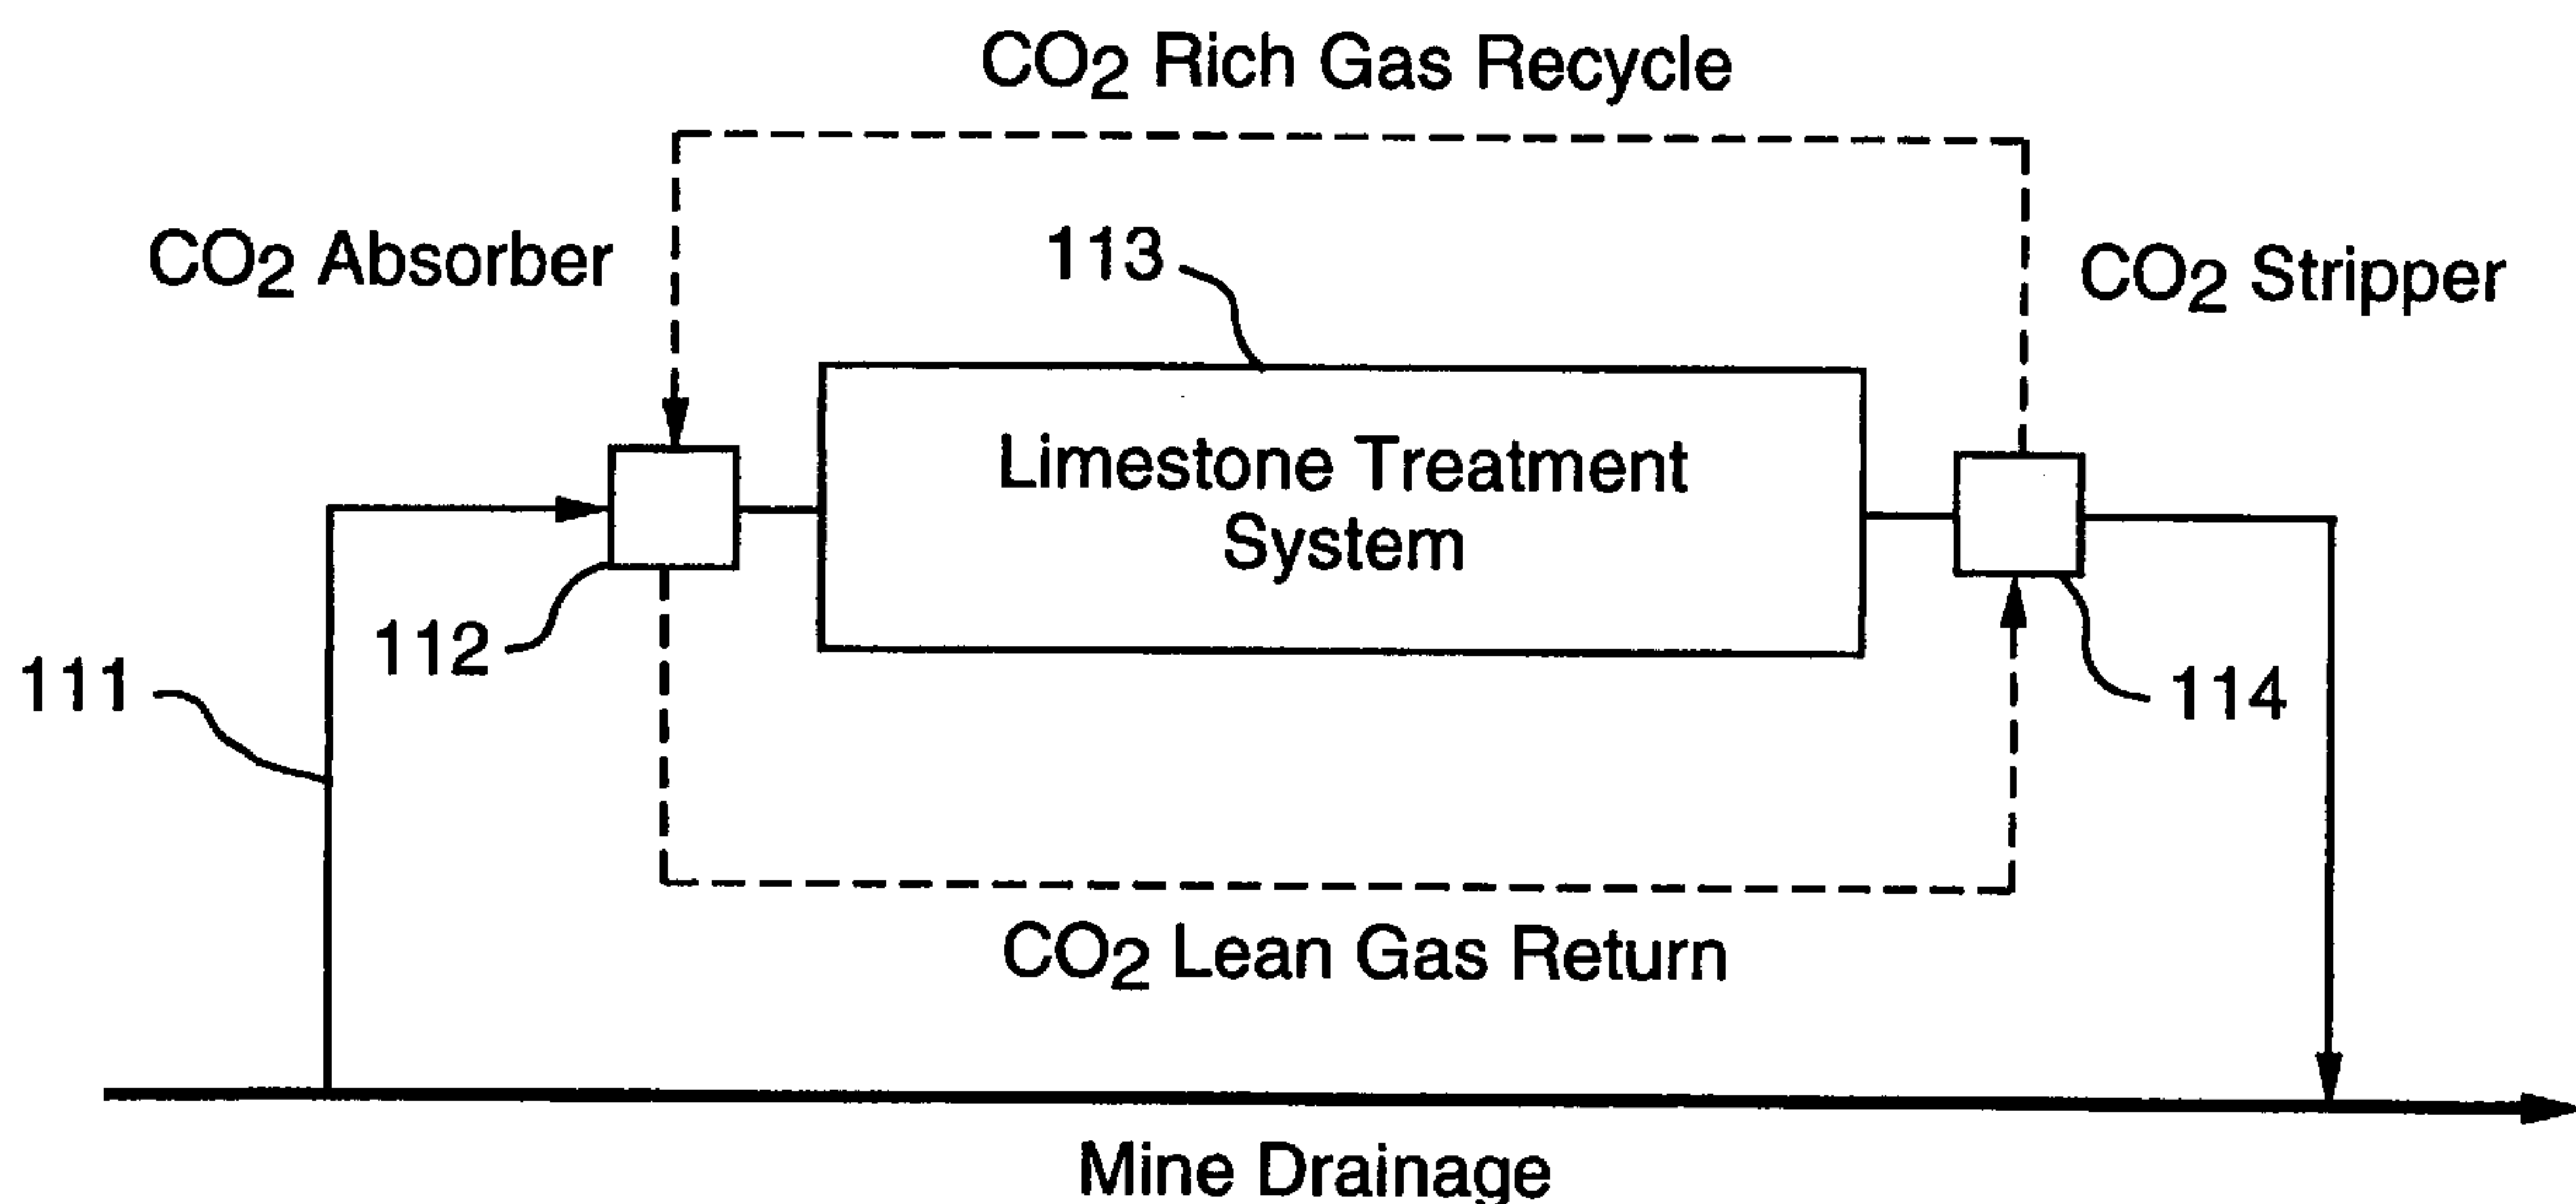 CO2 Rich Gas Recycle
CO2 Absorber
113
CO2 Stripper
Limestone Treatment
System
112
111
114
CO2 Lean Gas Return
Mine Drainage